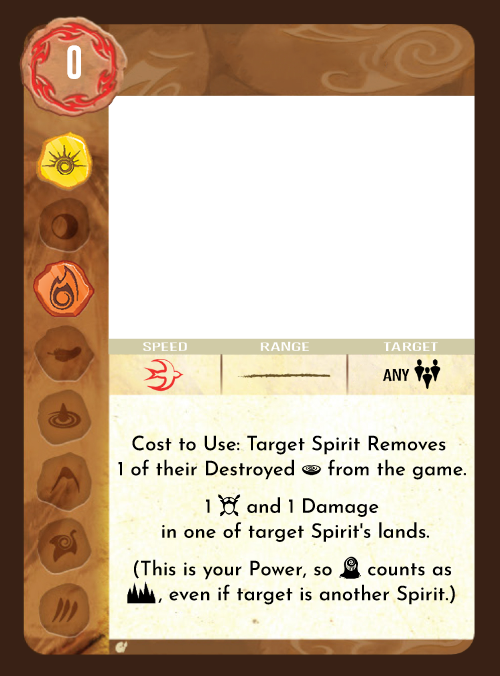 0
SPEED RANGE TARGET
ANY
Cost to Use: Target Spirit Removes
1 of their Destroyed from the game.
1 and 1 Damage
in one of target Spirit's lands.
(This is your Power, so counts as
, even if target is another Spirit.)